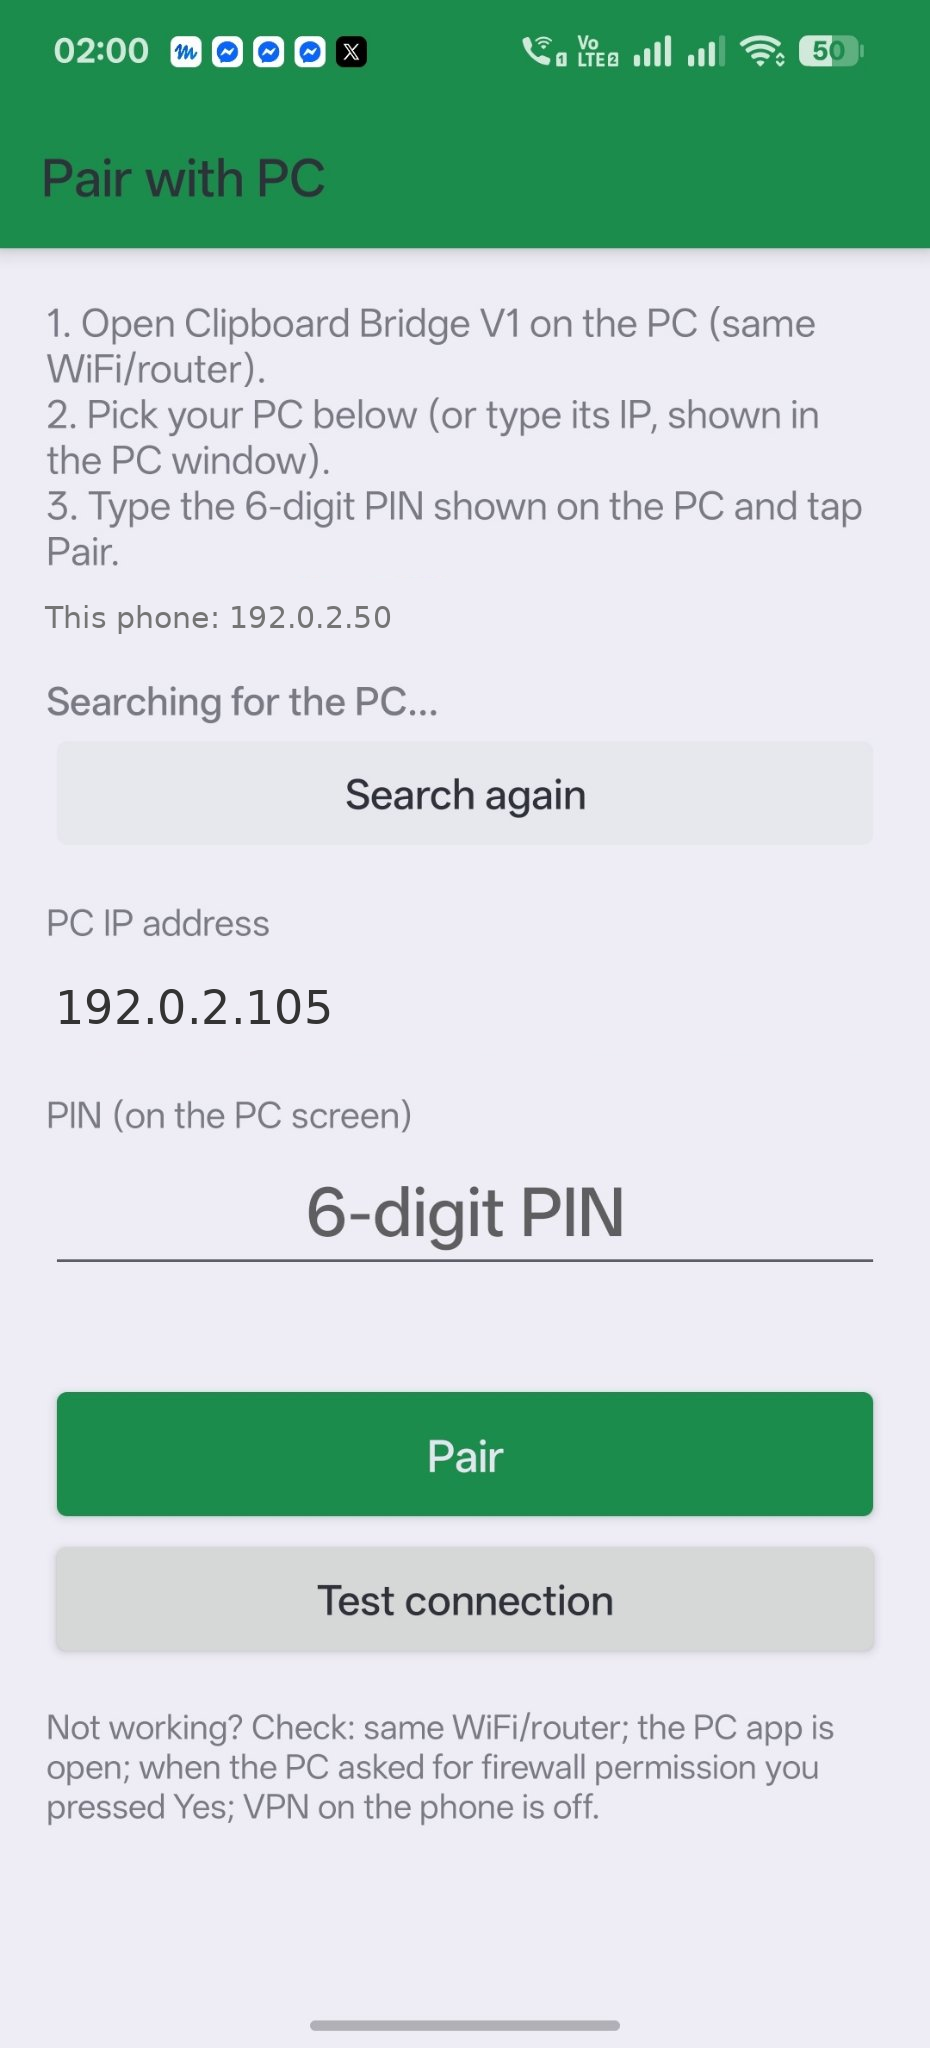 02:00
Vo
LTE 2
1
50
Pair with PC
1. Open Clipboard Bridge V1 on the PC (same
WiFi/router).
2. Pick your PC below (or type its IP, shown in
the PC window).
3. Type the 6-digit PIN shown on the PC and tap
Pair.
This phone: 192.0.2.50
Searching for the PC...
Search again
PC IP address
192.0.2.105
PIN (on the PC screen)
6-digit PIN
Pair
Test connection
Not working? Check: same WiFi/router; the PC app is
open; when the PC asked for firewall permission you
pressed Yes; VPN on the phone is off.